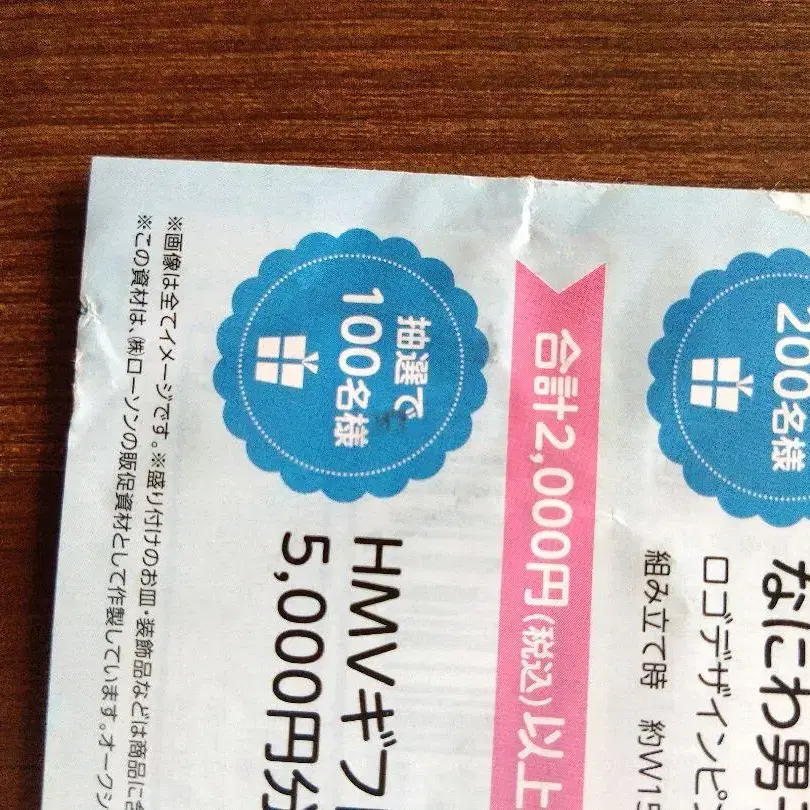 200名様
なにわ男
ロゴデザインピ
組み立て時 約W15
合計2,000円(税込)以上
抽選で
100名様
HMVギフ
5,000円分
※画像は全てイメージです。※盛り付けのお皿・装飾品などは商品に含
※この資材は、㈱ローソンの販促資材として作製しています。オークシ